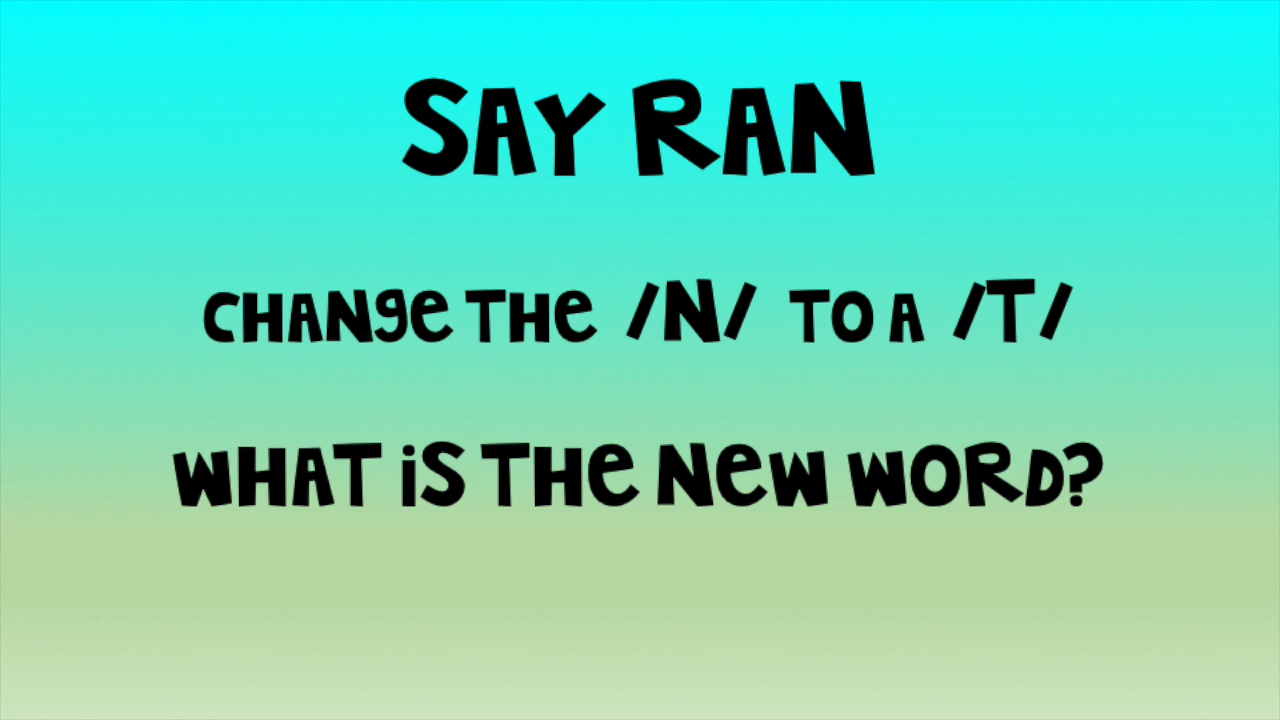 SAY RAN
CHANGE THE /N/ TO A /T/
WHAT IS THE NEW WORD?